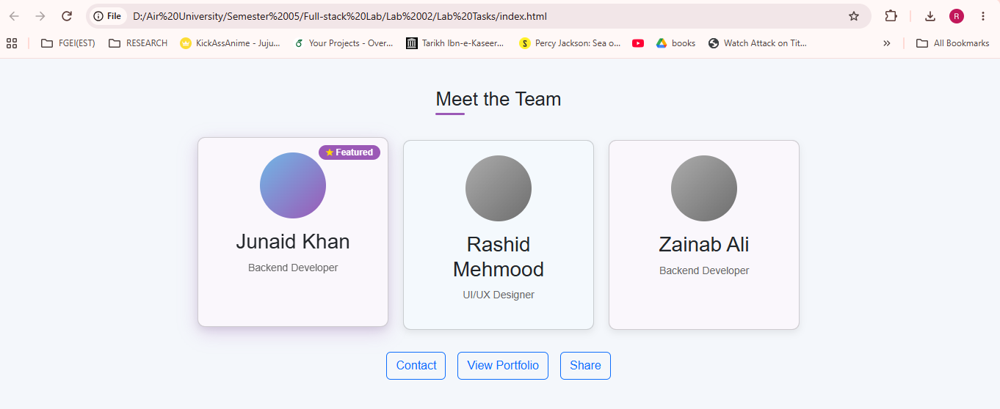 File
D:/Air%20University/Semester%2005/Full-stack%20Lab/Lab%2002/Lab%20Tasks/index.html
R
FGEI(EST)
RESEARCH
KickAssAnime - Juju...
Your Projects - Over...
Tarikh Ibn-e-Kaseer...
S
Percy Jackson: Sea o...
books
Watch Attack on Tit...
»
All Bookmarks
Meet the Team
⭐ Featured
Junaid Khan
Backend Developer
Rashid
Mehmood
UI/UX Designer
Zainab Ali
Backend Developer
Contact
View Portfolio
Share